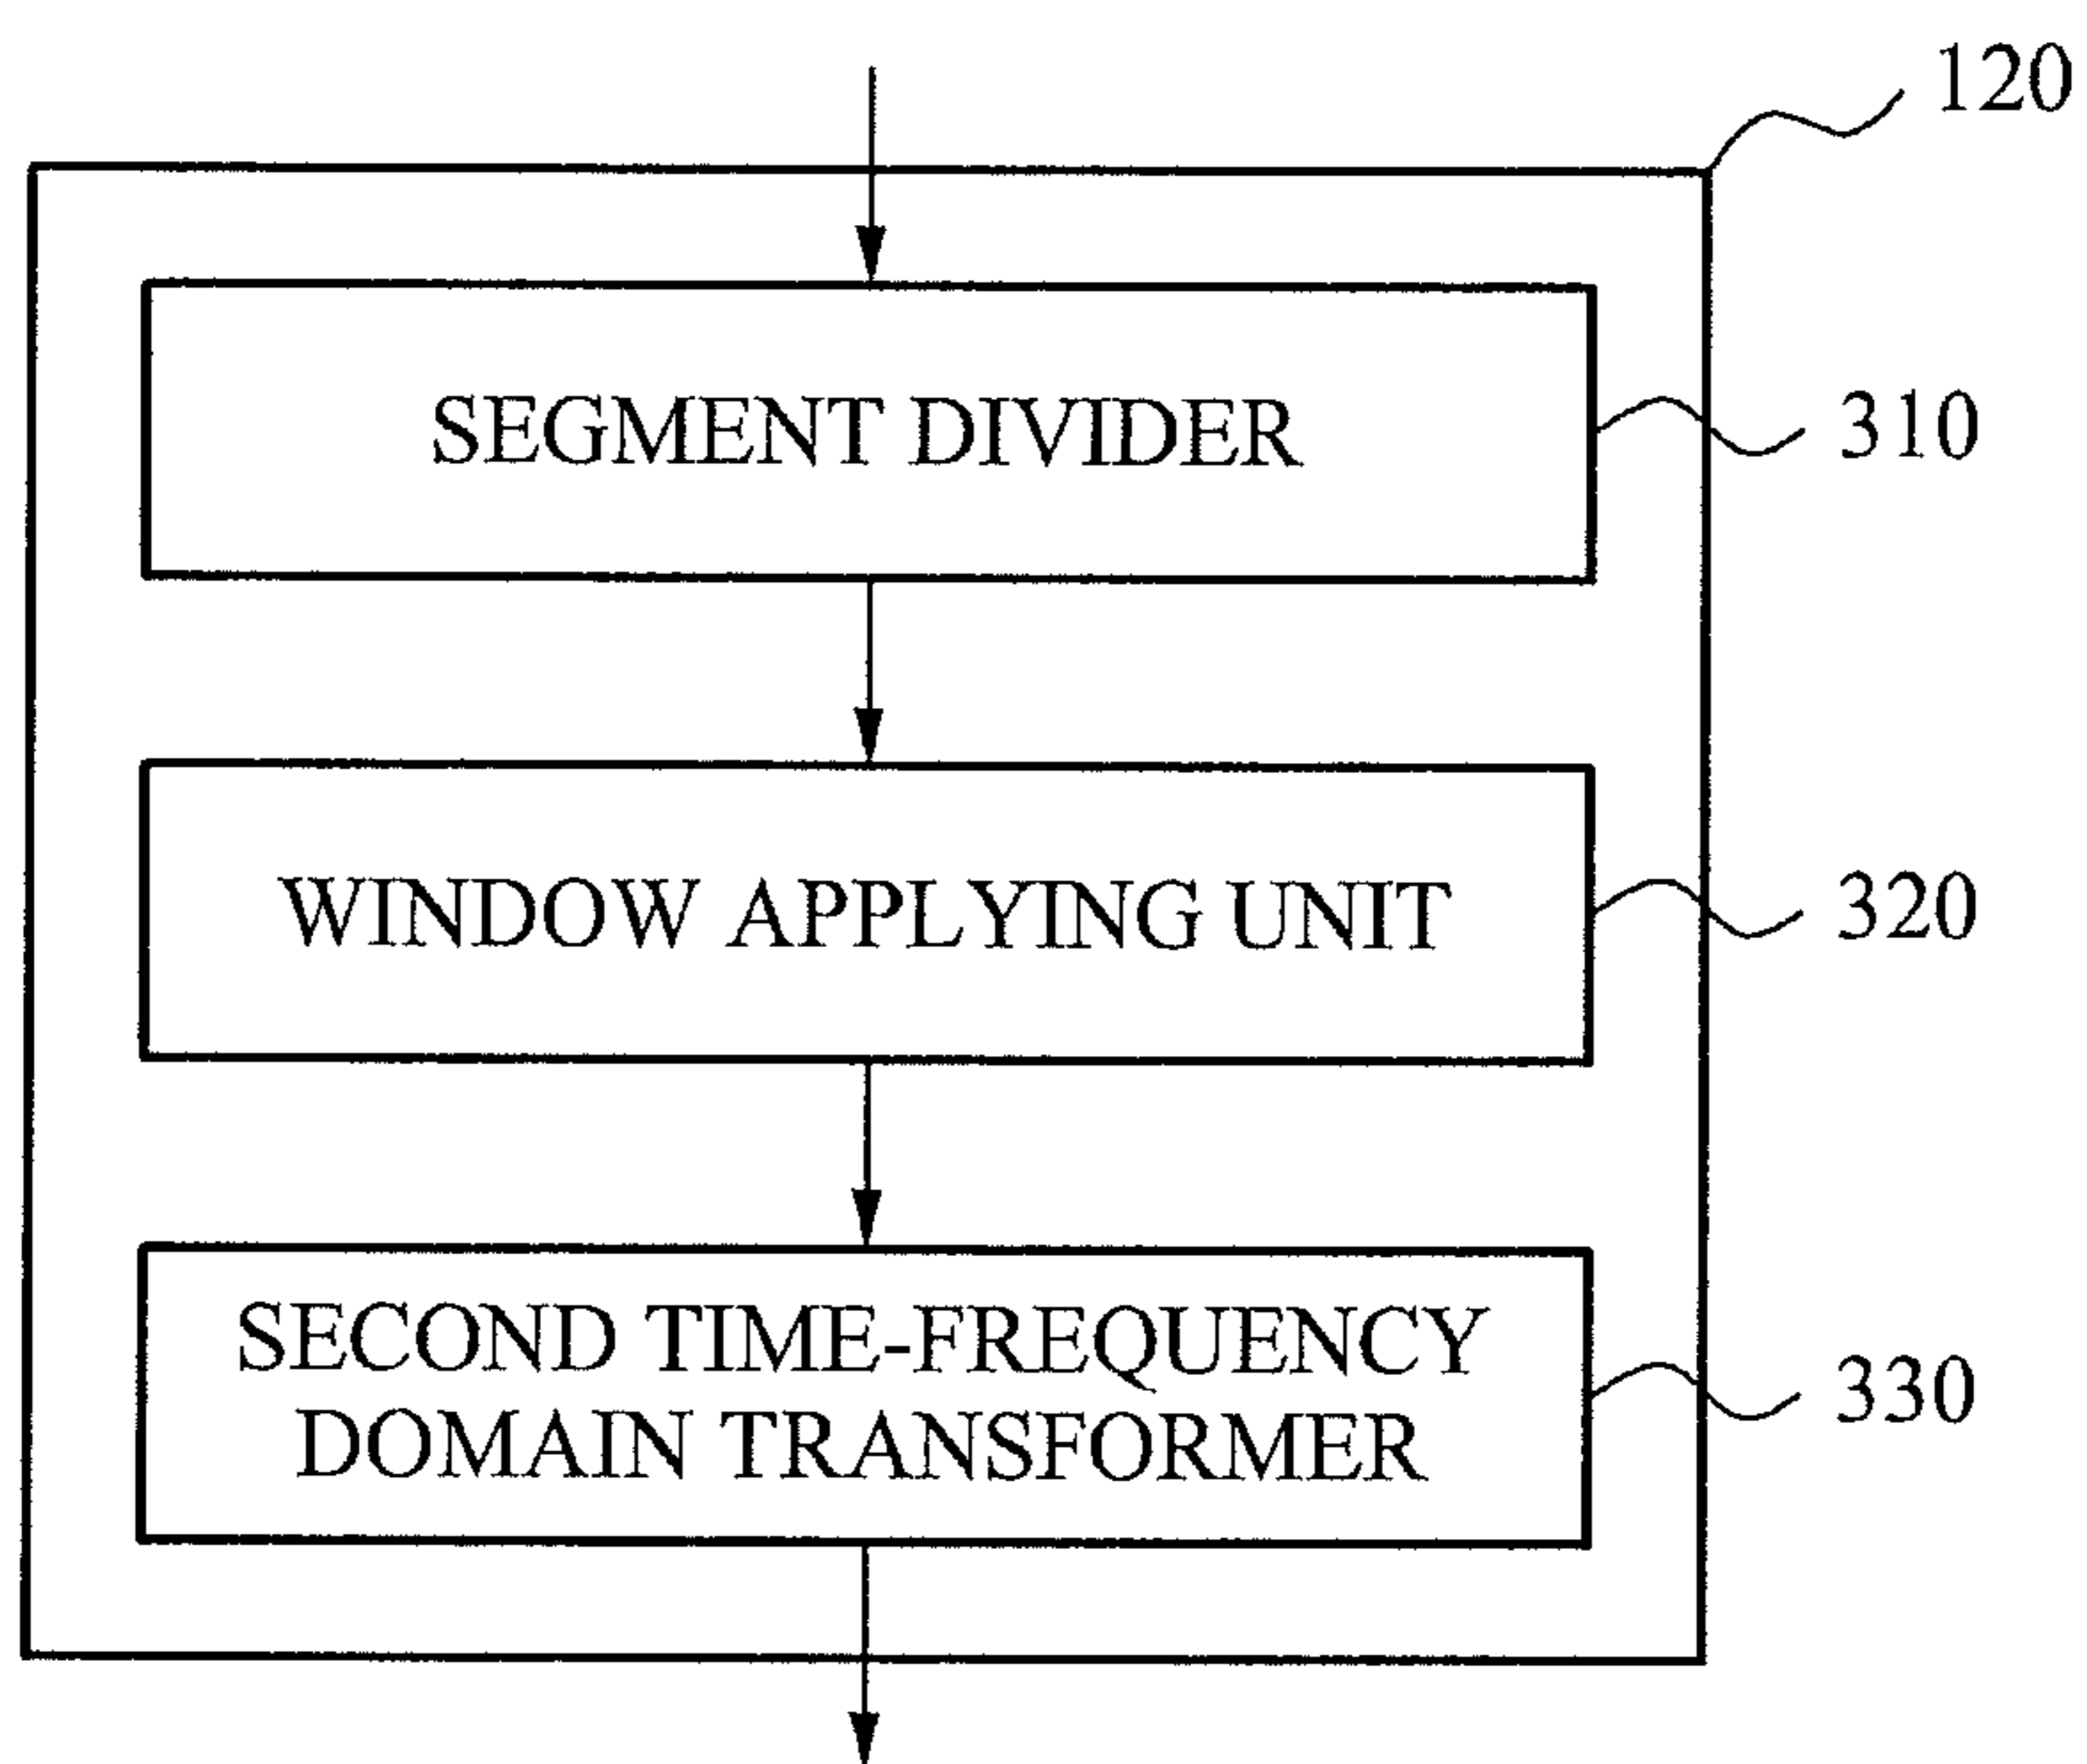 120
SEGMENT DIVIDER
310
WINDOW APPLYING UNIT
320
SECOND TIME-FREQUENCY
DOMAIN TRANSFORMER
330